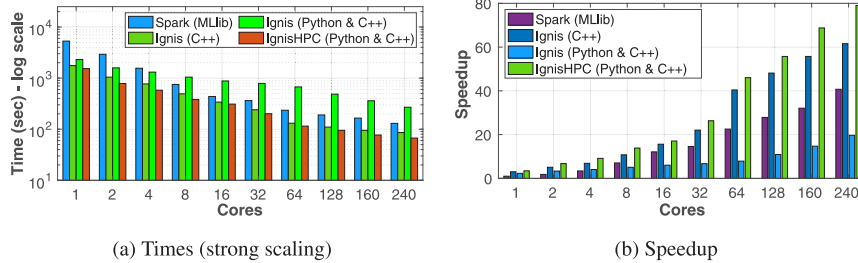 Spark (MLlib) Ignis (Python & C++)
Ignis (C++) IgnisHPC (Python & C++)
Time (sec) - log scale
10^4
10^3
10^2
10^1
1 2 4 8 16 32 64 128 160 240
Cores
(a) Times (strong scaling)
Spark (MLlib)
Ignis (C++)
Ignis (Python & C++)
IgnisHPC (Python & C++)
Speedup
80
60
40
20
0
1 2 4 8 16 32 64 128 160 240
Cores
(b) Speedup